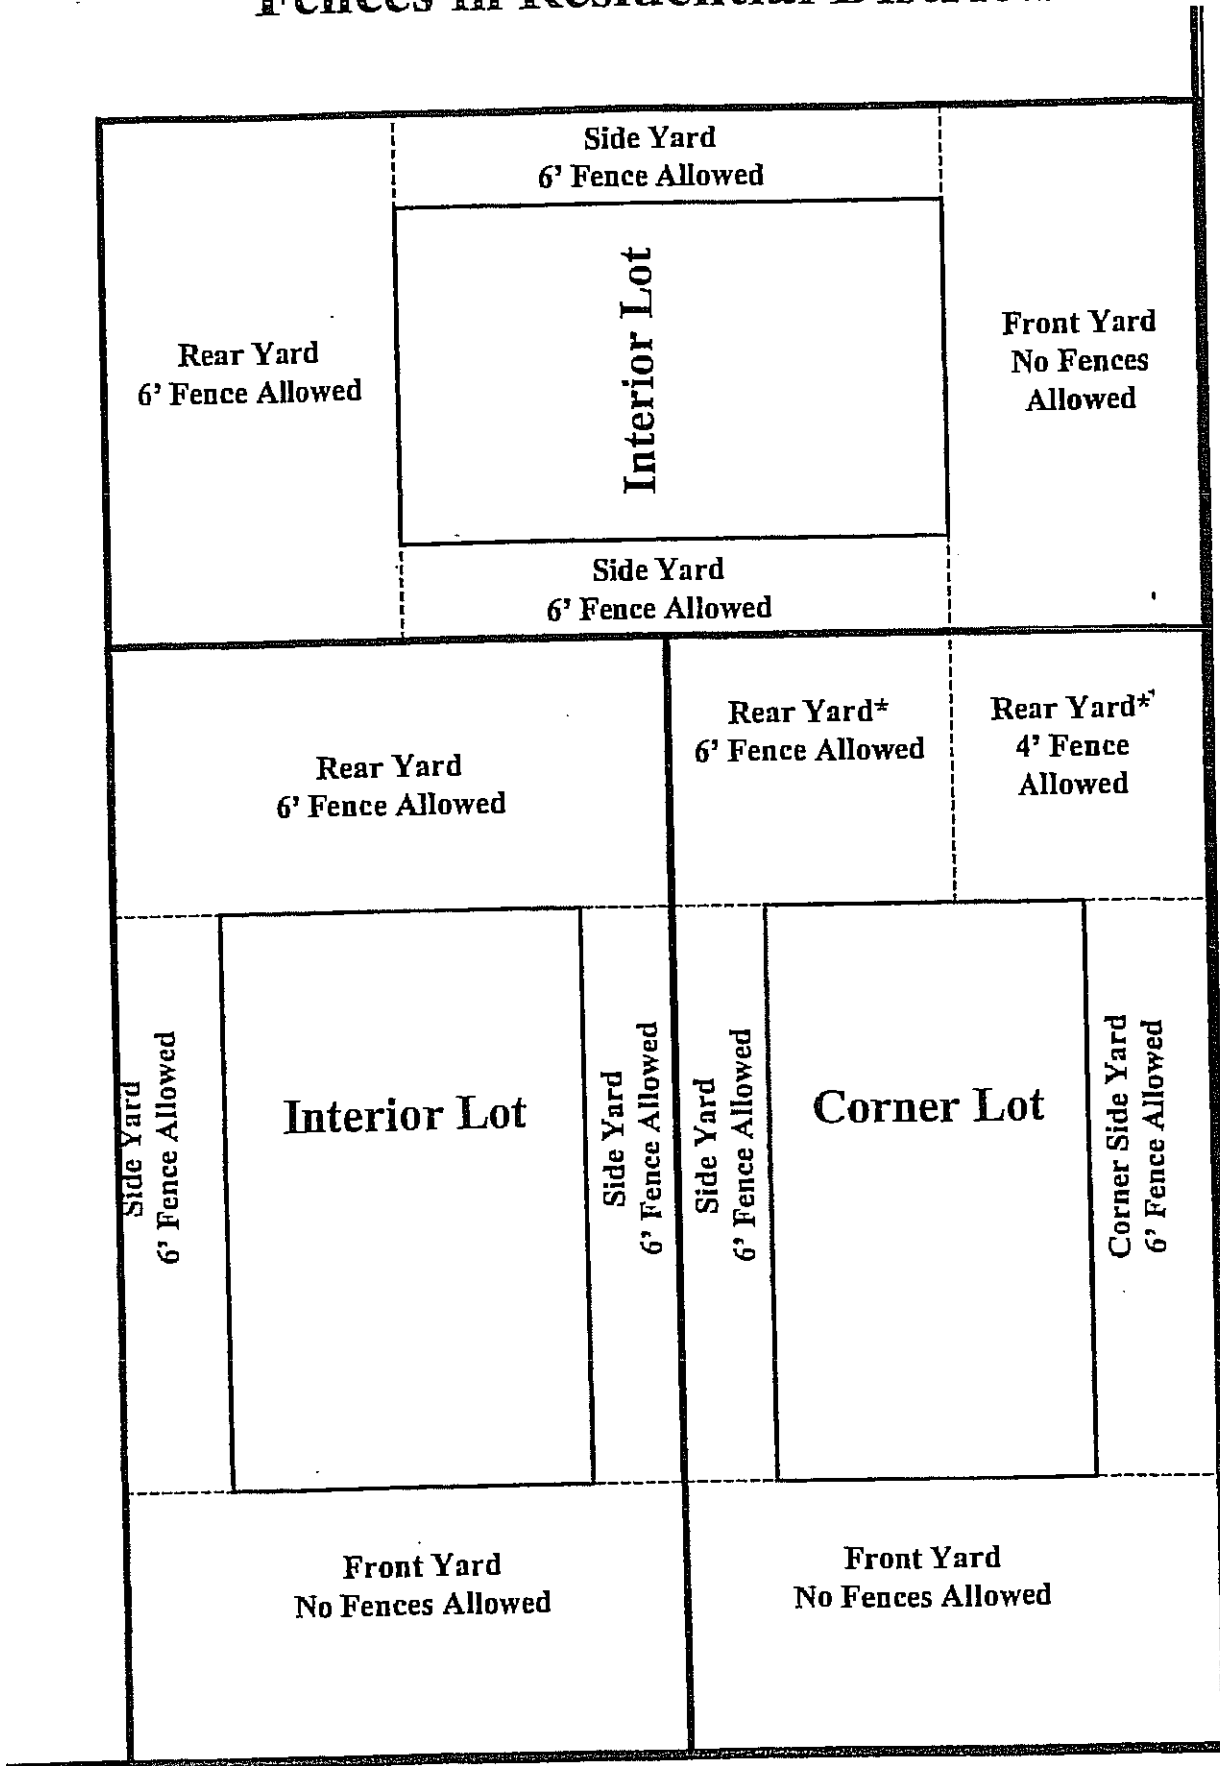 Fences in Residential
Side Yard
6' Fence Allowed
Interior Lot
Rear Yard
6' Fence Allowed
Front Yard
No Fences
Allowed
Side Yard
6' Fence Allowed
Rear Yard
6' Fence Allowed
Rear Yard*
6' Fence Allowed
Rear Yard*
4' Fence
Allowed
Side Yard
6' Fence Allowed
Interior Lot
Side Yard
6' Fence Allowed
Side Yard
6' Fence Allowed
Corner Lot
Corner Side Yard
6' Fence Allowed
Front Yard
No Fences Allowed
Front Yard
No Fences Allowed